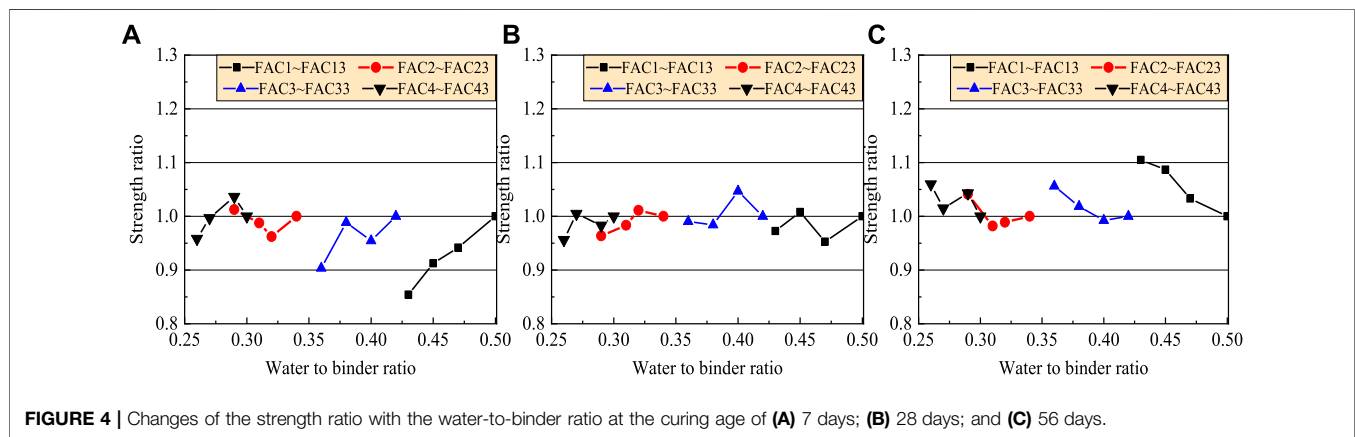 A
B
C
1.3
1.2
1.1
1.0
0.9
0.8
Strength ratio
FAC1~FAC13
FAC2~FAC23
FAC3~FAC33
FAC4~FAC43
0.25 0.30 0.35 0.40 0.45 0.50
Water to binder ratio
1.3
1.2
1.1
1.0
0.9
0.8
Strength ratio
FAC1~FAC13
FAC2~FAC23
FAC3~FAC33
FAC4~FAC43
0.25 0.30 0.35 0.40 0.45 0.50
Water to binder ratio
1.3
1.2
1.1
1.0
0.9
0.8
Strength ratio
FAC1~FAC13
FAC2~FAC23
FAC3~FAC33
FAC4~FAC43
0.25 0.30 0.35 0.40 0.45 0.50
Water to binder ratio
FIGURE 4 | Changes of the strength ratio with the water-to-binder ratio at the curing age of (A) 7 days; (B) 28 days; and (C) 56 days.